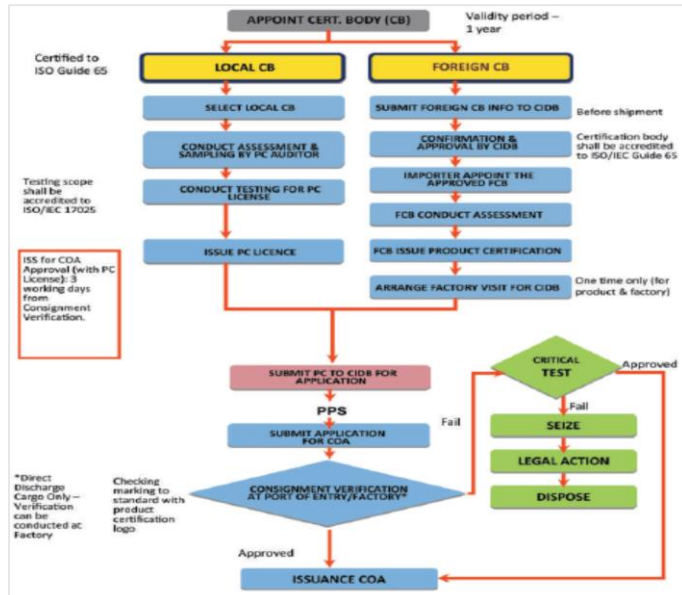 APPOINT CERT. BODY (CB)
Validity period –
1 year
Certified to
ISO Guide 65
LOCAL CB
FOREIGN CB
SELECT LOCAL CB
SUBMIT FOREIGN CB INFO TO CIDB
Before shipment
CONDUCT ASSESSMENT &
SAMPLING BY PC AUDITOR
CONFIRMATION &
APPROVAL BY CIDB
Certification body
shall be accredited
to ISO/IEC Guide 65
Testing scope
shall be
accredited to
ISO/IEC 17025
CONDUCT TESTING FOR PC
LICENSE
IMPORTER APPOINT THE
APPROVED FCB
FCB CONDUCT ASSESSMENT
ISSUE PC LICENCE
FCB ISSUE PRODUCT CERTIFICATION
ARRANGE FACTORY VISIT FOR CIDB
One time only (for
product & factory)
ISS for COA
Approval (with PC
License): 3
working days
from
Consignment
Verification.
SUBMIT PC TO CIDB FOR
APPLICATION
PPS
SUBMIT APPLICATION
FOR COA
Fail
CRITICAL
TEST
Approved
Fail
SEIZE
LEGAL ACTION
DISPOSE
*Direct
Discharge
Cargo Only –
Verification
can be
conducted at
Factory
Checking
marking to
standard with
product
certification
logo
CONSIGNMENT VERIFICATION
AT PORT OF ENTRY/FACTORY*
Approved
ISSUANCE COA